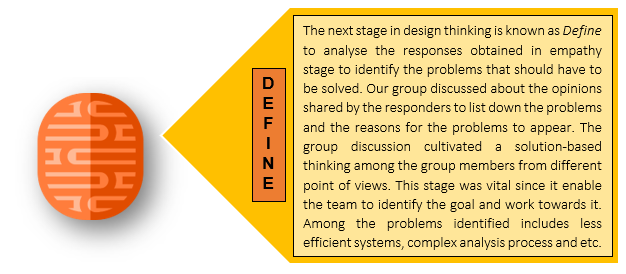 DEFINE
The next stage in design thinking is known as Define
to analyse the responses obtained in empathy
stage to identify the problems that should have to
be solved. Our group discussed about the opinions
shared by the responders to list down the problems
and the reasons for the problems to appear. The
group discussion cultivated a solution-based
thinking among the group members from different
point of views. This stage was vital since it enable
the team to identify the goal and work towards it.
Among the problems identified includes less
efficient systems, complex analysis process and etc.